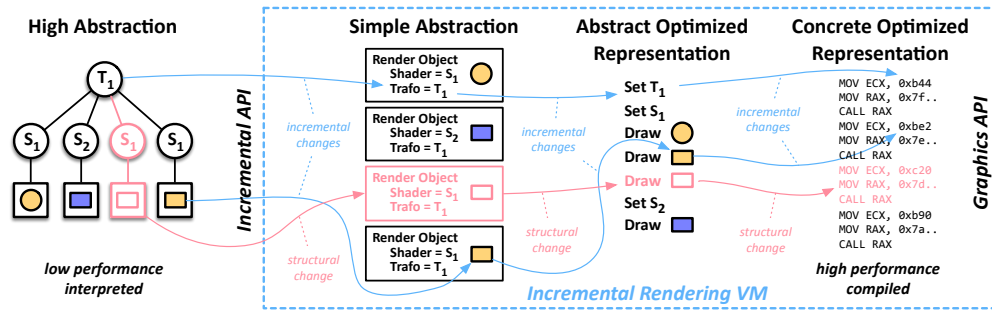 High Abstraction
T1
S1
S2
S1
S1
low performance
interpreted
Incremental API
Simple Abstraction
Render Object
Shader = S1
Trafo = T1
Render Object
Shader = S2
Trafo = T1
Render Object
Shader = S1
Trafo = T1
Render Object
Shader = S1
Trafo = T1
incremental
changes
structural
change
Abstract Optimized
Representation
Set T1
Set S1
Draw
Draw
Draw
Set S2
Draw
incremental
changes
structural
change
Concrete Optimized
Representation
MOV ECX, 0xb44
MOV RAX, 0x7f..
CALL RAX
MOV ECX, 0xbe2
MOV RAX, 0x7e..
CALL RAX
MOV ECX, 0xc20
MOV RAX, 0x7d..
CALL RAX
MOV ECX, 0xb90
MOV RAX, 0x7a..
CALL RAX
incremental
changes
structural
change
high performance
compiled
Graphics API
Incremental Rendering VM